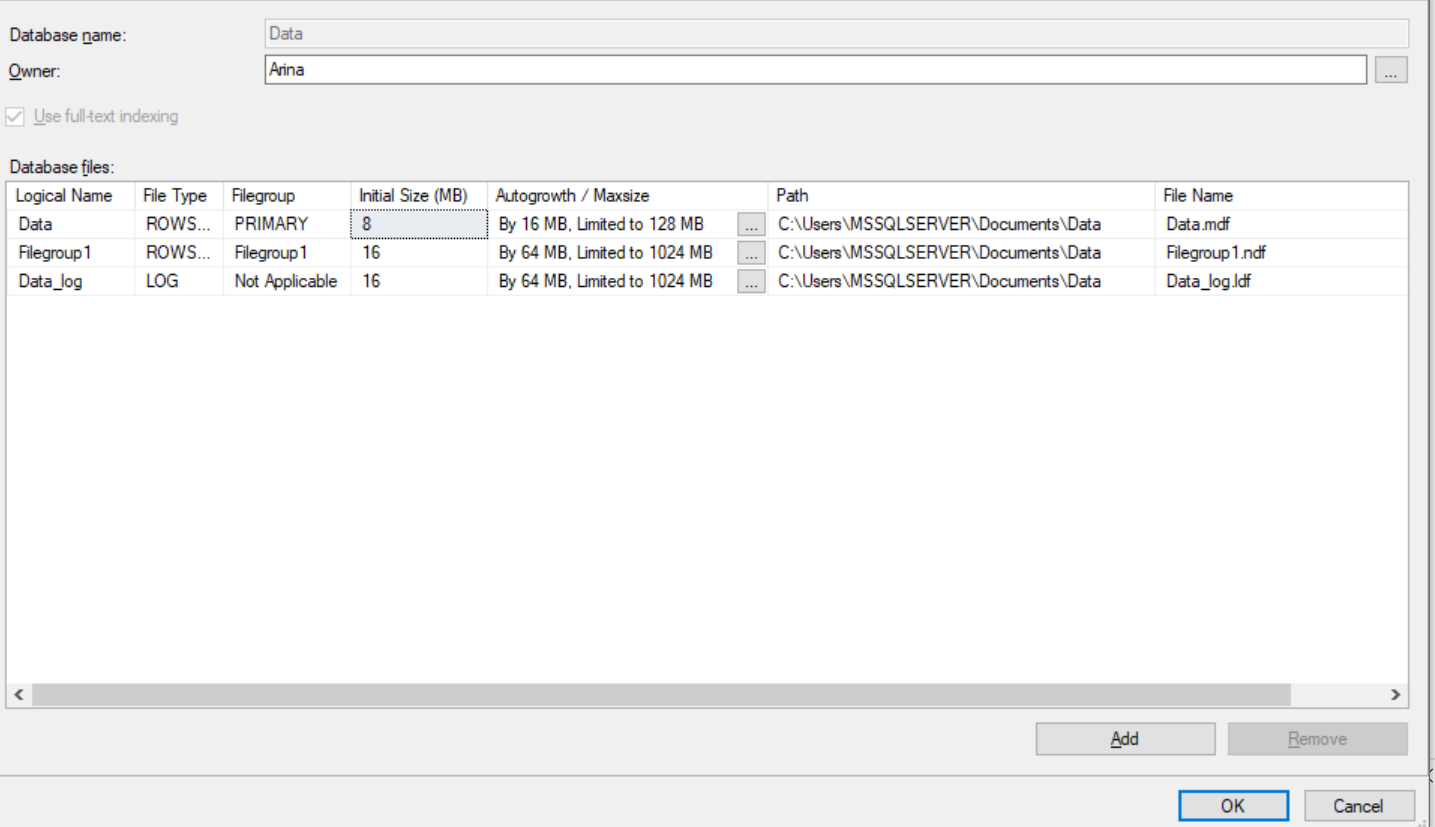 Database name: Data
Owner: Arina ...
Use full-text indexing
Database files:
Logical Name File Type Filegroup Initial Size (MB) Autogrowth / Maxsize Path File Name
Data ROWS... PRIMARY 8 By 16 MB, Limited to 128 MB ... C:\Users\MSSQLSERVER\Documents\Data Data.mdf
Filegroup1 ROWS... Filegroup1 16 By 64 MB, Limited to 1024 MB ... C:\Users\MSSQLSERVER\Documents\Data Filegroup1.ndf
Data_log LOG Not Applicable 16 By 64 MB, Limited to 1024 MB ... C:\Users\MSSQLSERVER\Documents\Data Data_log.ldf
Add Remove
OK Cancel